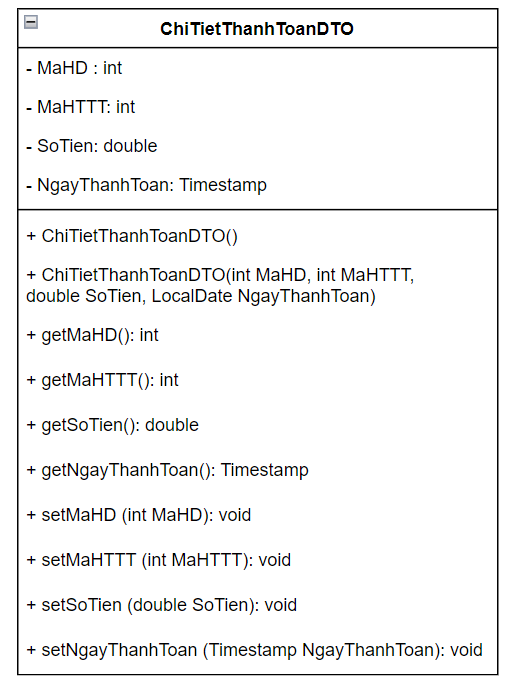 ChiTietThanhToanDTO
- MaHD : int
- MaHTTT: int
- SoTien: double
- NgayThanhToan: Timestamp
+ ChiTietThanhToanDTO()
+ ChiTietThanhToanDTO(int MaHD, int MaHTTT,
double SoTien, LocalDate NgayThanhToan)
+ getMaHD(): int
+ getMaHTTT(): int
+ getSoTien(): double
+ getNgayThanhToan(): Timestamp
+ setMaHD (int MaHD): void
+ setMaHTTT (int MaHTTT): void
+ setSoTien (double SoTien): void
+ setNgayThanhToan (Timestamp NgayThanhToan): void